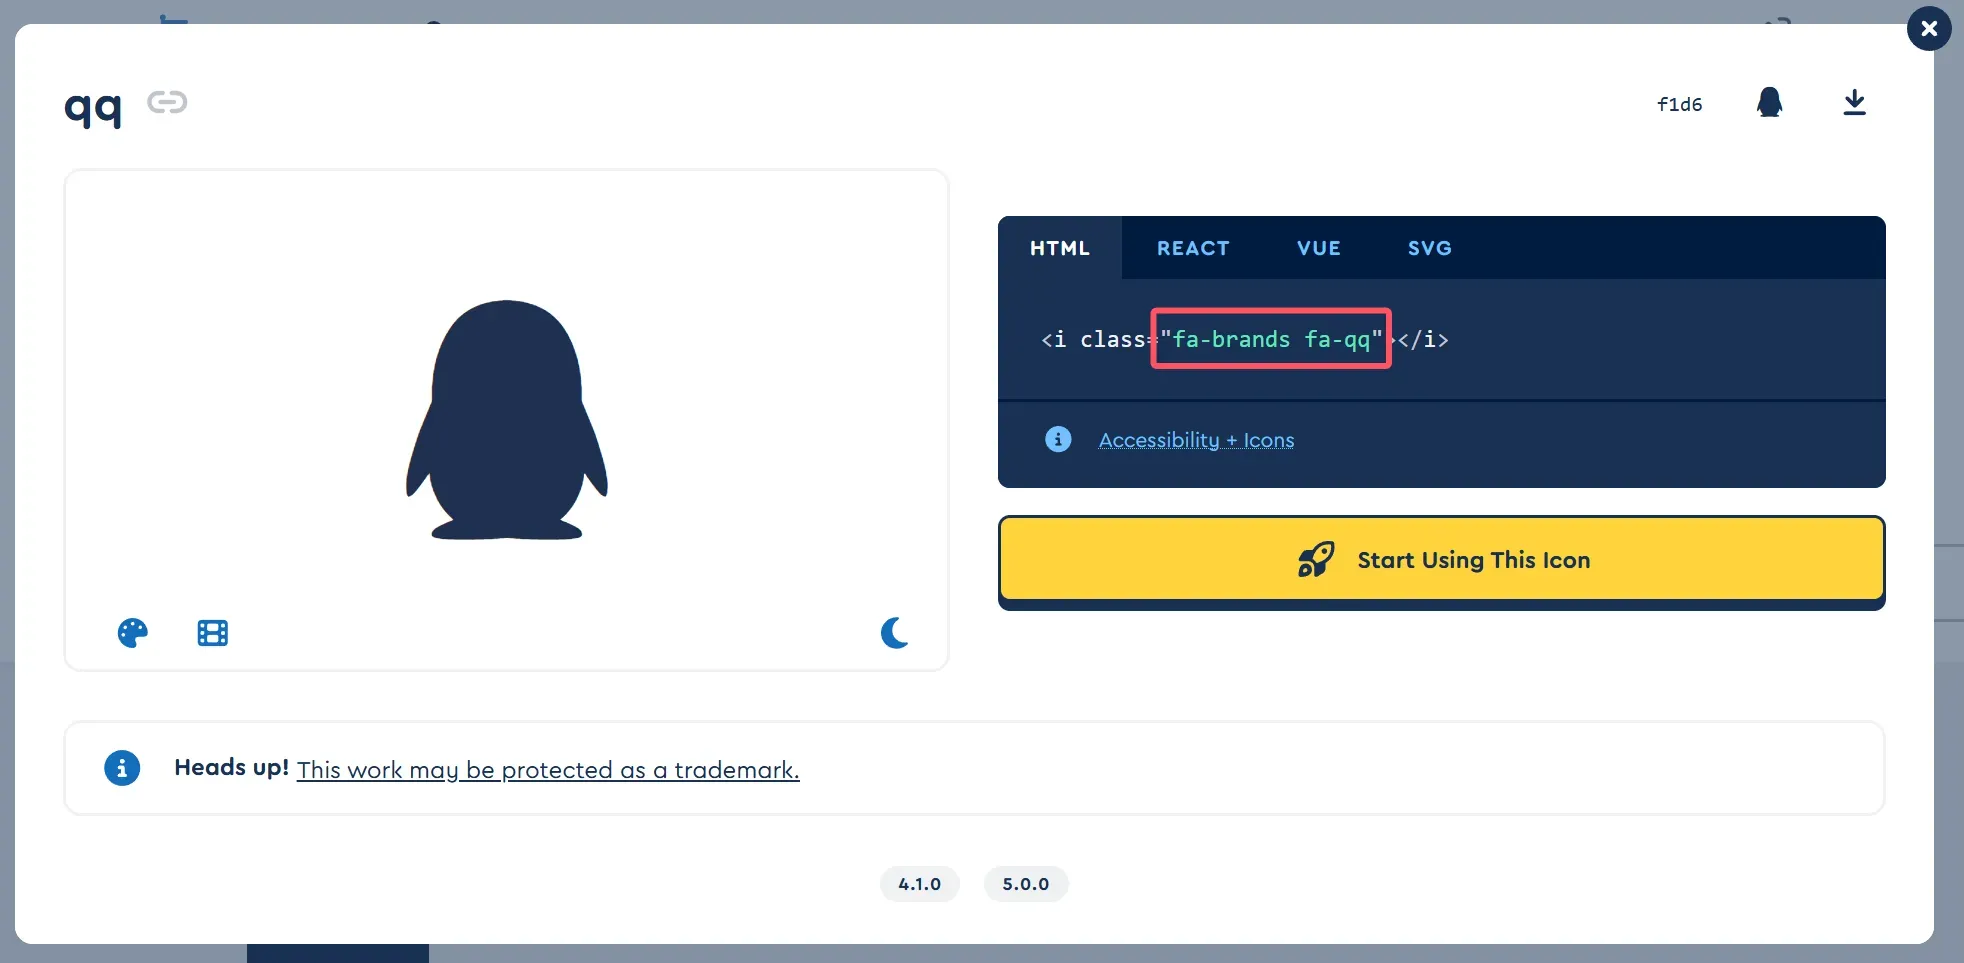 qq
f1d6
HTML REACT VUE SVG
<i class="fa-brands fa-qq"></i>
Accessibility + Icons
Start Using This Icon
Heads up! This work may be protected as a trademark.
4.1.0 5.0.0